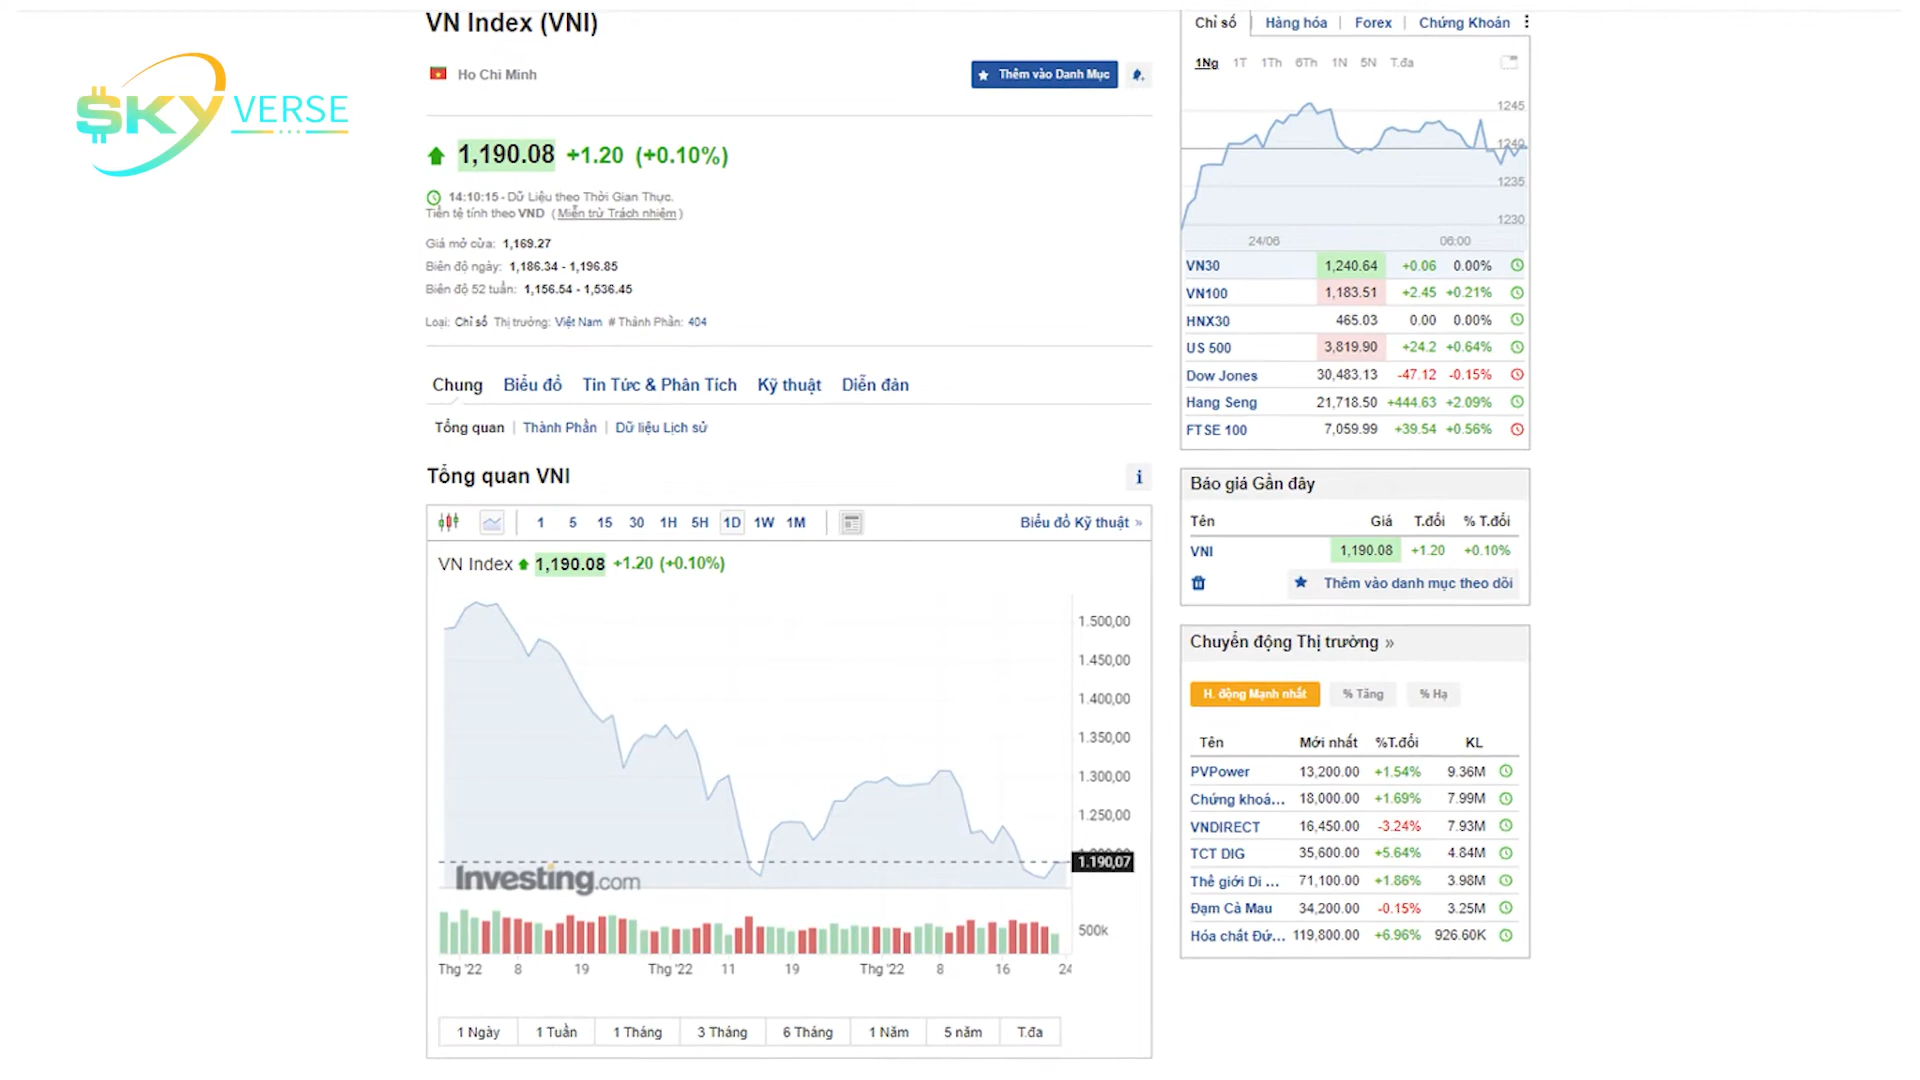 VN Index (VNI)
$KY VERSE
Ho Chi Minh
Thêm vào Danh Mục
1,190.08 +1.20 (+0.10%)
14:10:15 - Dữ Liệu theo Thời Gian Thực.
Tiền tệ tính theo VND (Miễn trừ Trách nhiệm)
Giá mở cửa: 1,169.27
Biên độ ngày: 1,186.34 - 1,196.85
Biên độ 52 tuần: 1,156.54 - 1,536.45
Loại: Chỉ số Thị trường: Việt Nam # Thành Phần: 404
Chung Biểu đồ Tin Tức & Phân Tích Kỹ thuật Diễn đàn
Tổng quan | Thành Phần | Dữ liệu Lịch sử
Tổng quan VNI
1 5 15 30 1H 5H 1D 1W 1M Biểu đồ Kỹ thuật »
VN Index 1,190.08 +1.20 (+0.10%)
1.500,00
1.450,00
1.400,00
1.350,00
1.300,00
1.250,00
1.190,07
Investing.com
500k
Thg '22 8 19 Thg '22 11 19 Thg '22 8 16 24
1 Ngày 1 Tuần 1 Tháng 3 Tháng 6 Tháng 1 Năm 5 năm T.đa
Chỉ số | Hàng hóa | Forex | Chứng Khoán
1Ng 1T 1Th 6Th 1N 5N T.đa
1245
1240
1235
1230
24/06 06:00
VN30 1,240.64 +0.06 0.00%
VN100 1,183.51 +2.45 +0.21%
HNX30 465.03 0.00 0.00%
US 500 3,819.90 +24.2 +0.64%
Dow Jones 30,483.13 -47.12 -0.15%
Hang Seng 21,718.50 +444.63 +2.09%
FTSE 100 7,059.99 +39.54 +0.56%
Báo giá Gần đây
Tên Giá T.đổi % T.đổi
VNI 1,190.08 +1.20 +0.10%
Thêm vào danh mục theo dõi
Chuyển động Thị trường »
H. động Mạnh nhất % Tăng % Hạ
Tên Mới nhất %T.đổi KL
PVPower 13,200.00 +1.54% 9.36M
Chứng khoá... 18,000.00 +1.69% 7.99M
VNDIRECT 16,450.00 -3.24% 7.93M
TCT DIG 35,600.00 +5.64% 4.84M
Thế giới Di ... 71,100.00 +1.86% 3.98M
Đạm Cà Mau 34,200.00 -0.15% 3.25M
Hóa chất Đứ... 119,800.00 +6.96% 926.60K